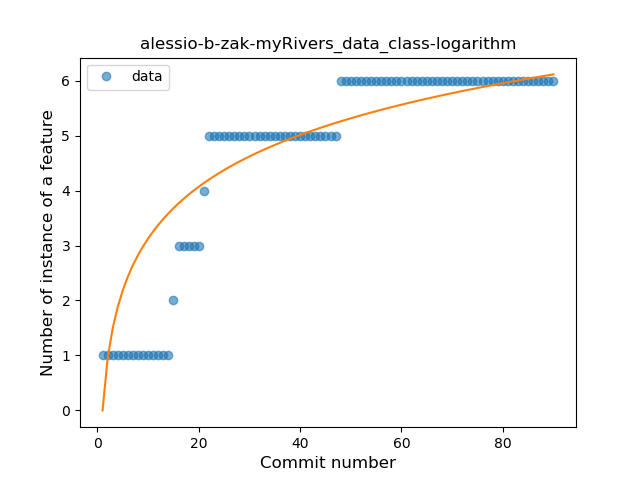 alessio-b-zak-myRivers_data_class-logarithm
data
Number of instance of a feature
6
5
4
3
2
1
0
0 20 40 60 80
Commit number